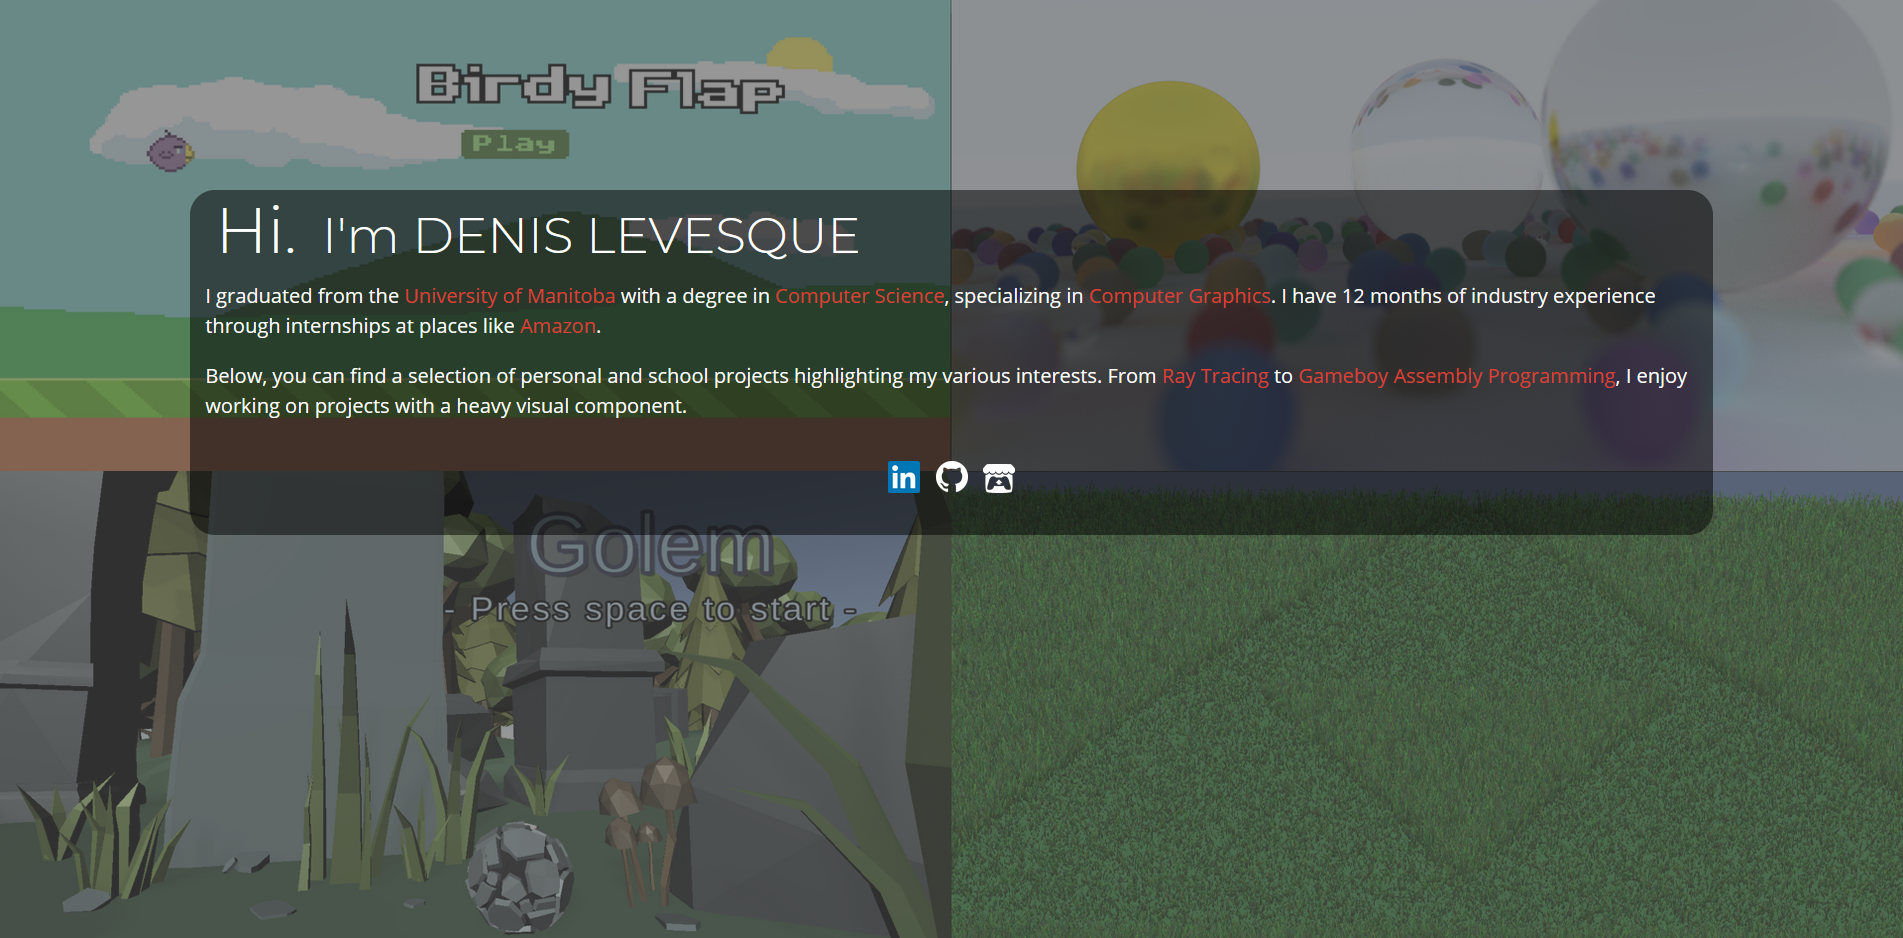 Birdy Flap
Play
Hi. I'm DENIS LEVESQUE
I graduated from the University of Manitoba with a degree in Computer Science, specializing in Computer Graphics. I have 12 months of industry experience
through internships at places like Amazon.
Below, you can find a selection of personal and school projects highlighting my various interests. From Ray Tracing to Gameboy Assembly Programming, I enjoy
working on projects with a heavy visual component.
in
Golem
- Press space to start -